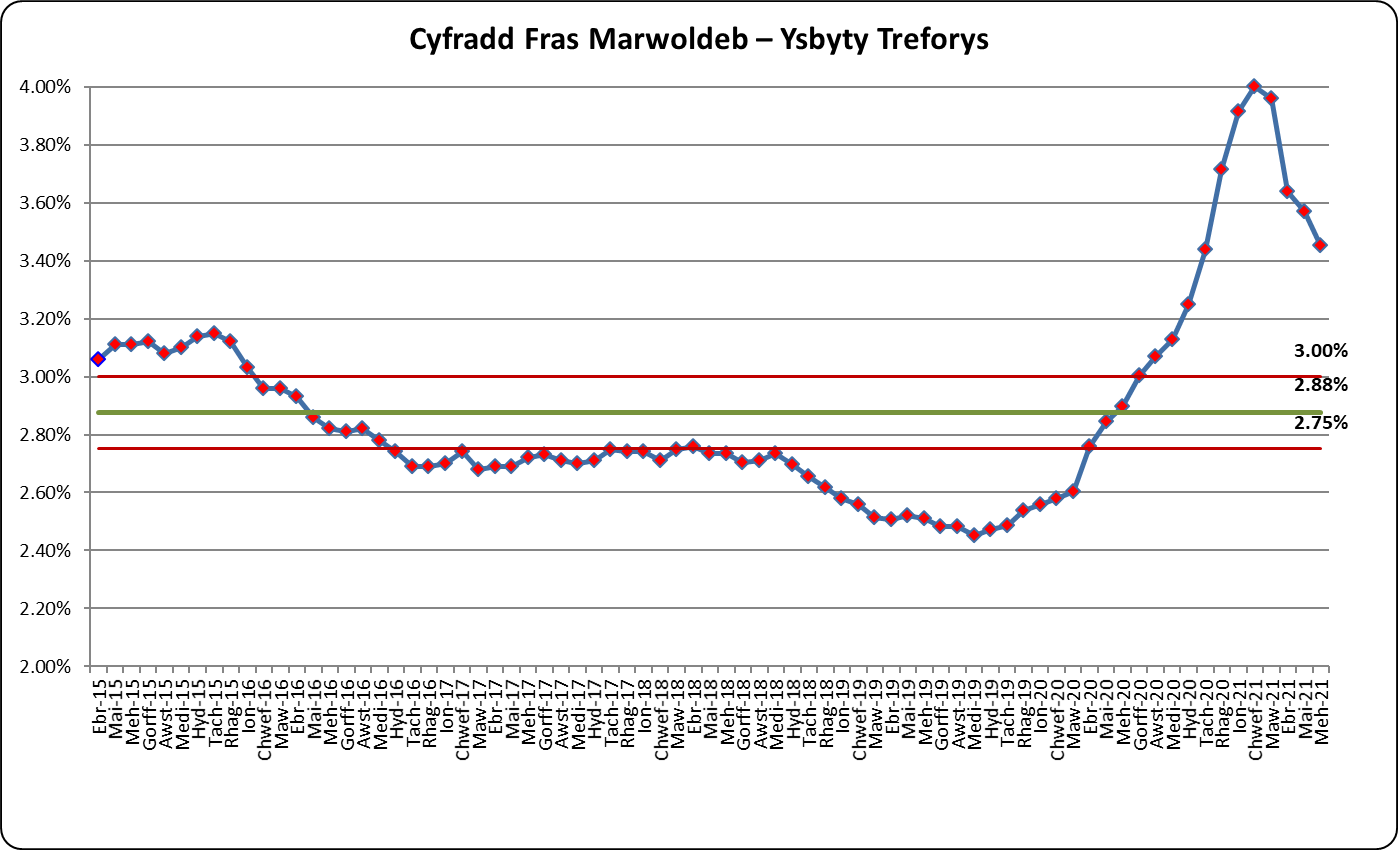 Cyfradd Fras Marwoldeb – Ysbyty Treforys
4.00%
3.80%
3.60%
3.40%
3.20%
3.00%
2.80%
2.60%
2.40%
2.20%
2.00%
3.00%
2.88%
2.75%
Ebr-15
Mai-15
Meh-15
Gorff-15
Awst-15
Medi-15
Hyd-15
Tach-15
Rhag-15
Ion-16
Chwef-16
Maw-16
Ebr-16
Mai-16
Meh-16
Gorff-16
Awst-16
Medi-16
Hyd-16
Tach-16
Rhag-16
Ion-17
Chwef-17
Maw-17
Ebr-17
Mai-17
Meh-17
Gorff-17
Awst-17
Medi-17
Hyd-17
Tach-17
Rhag-17
Ion-18
Chwef-18
Maw-18
Ebr-18
Mai-18
Meh-18
Gorff-18
Awst-18
Medi-18
Hyd-18
Tach-18
Rhag-18
Ion-19
Chwef-19
Maw-19
Ebr-19
Mai-19
Meh-19
Gorff-19
Awst-19
Medi-19
Hyd-19
Tach-19
Rhag-19
Ion-20
Chwef-20
Maw-20
Ebr-20
Mai-20
Meh-20
Gorff-20
Awst-20
Medi-20
Hyd-20
Tach-20
Rhag-20
Ion-21
Chwef-21
Maw-21
Ebr-21
Mai-21
Meh-21